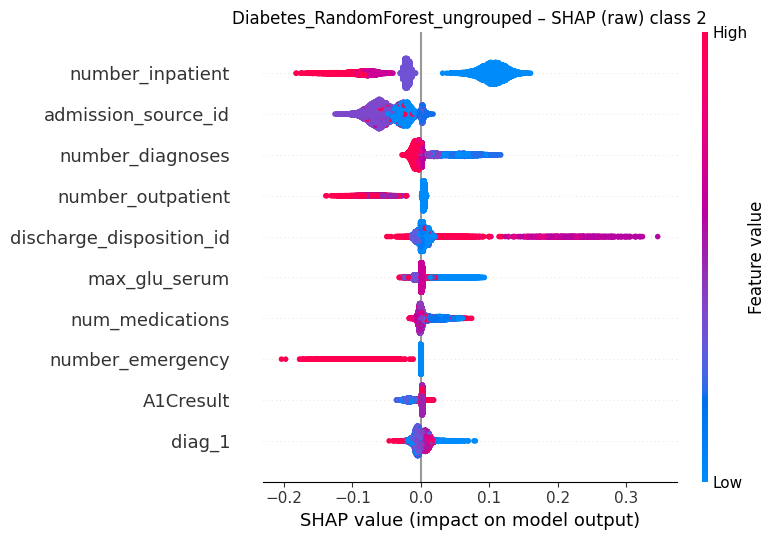 Diabetes_RandomForest_ungrouped – SHAP (raw) class 2
High
number_inpatient
admission_source_id
number_diagnoses
number_outpatient
discharge_disposition_id
max_glu_serum
num_medications
number_emergency
A1Cresult
diag_1
Feature value
Low
−0.2 −0.1 0.0 0.1 0.2 0.3
SHAP value (impact on model output)